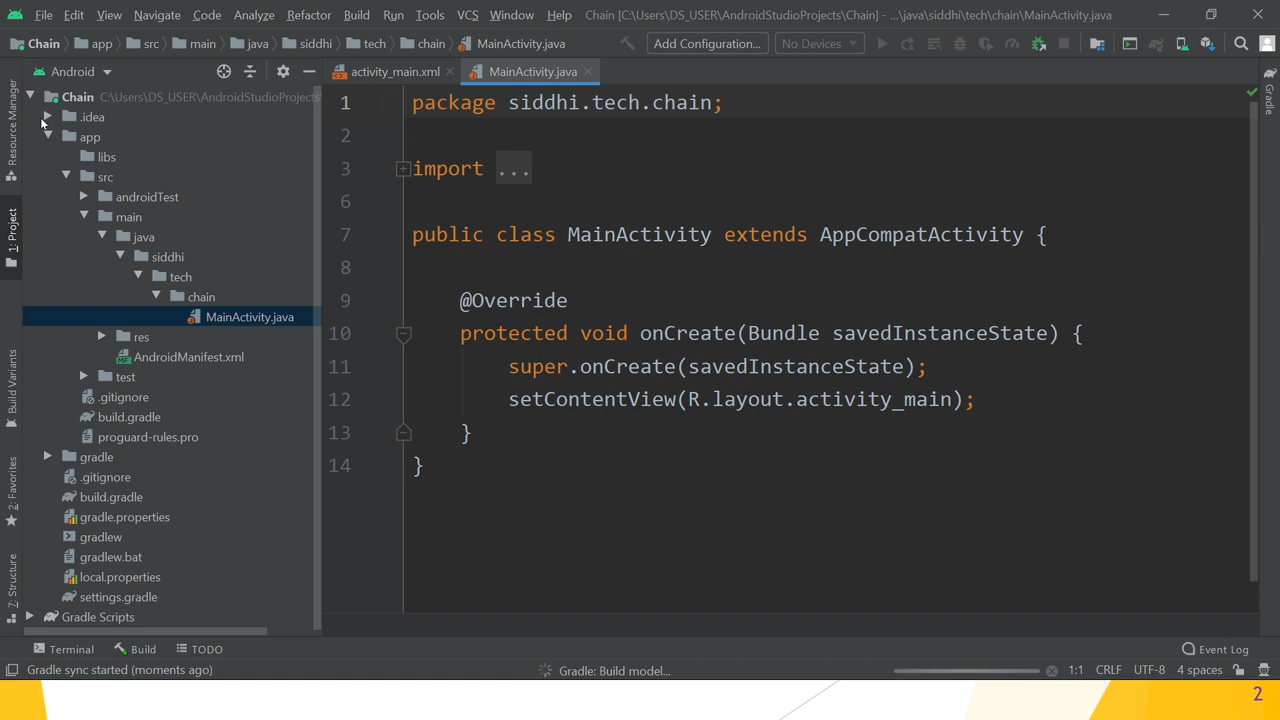 File Edit View Navigate Code Analyze Refactor Build Run Tools VCS Window Help Chain [C:\Users\DS_USER\AndroidStudioProjects\Chain] - ...\java\siddhi\tech\chain\MainActivity.java
Chain app src main java siddhi tech chain MainActivity.java Add Configuration... No Devices
Android
activity_main.xml MainActivity.java
Resource Manager
1: Project
Build Variants
2: Favorites
7: Structure
Chain C:\Users\DS_USER\AndroidStudioProjects
.idea
app
libs
src
androidTest
main
java
siddhi
tech
chain
MainActivity.java
res
AndroidManifest.xml
test
.gitignore
build.gradle
proguard-rules.pro
gradle
.gitignore
build.gradle
gradle.properties
gradlew
gradlew.bat
local.properties
settings.gradle
Gradle Scripts
1 package siddhi.tech.chain;
2
3 import ...
6
7 public class MainActivity extends AppCompatActivity {
8
9 @Override
10 protected void onCreate(Bundle savedInstanceState) {
11 super.onCreate(savedInstanceState);
12 setContentView(R.layout.activity_main);
13 }
14 }
Gradle
Terminal Build TODO Event Log
Gradle sync started (moments ago) Gradle: Build model... 1:1 CRLF UTF-8 4 spaces
2